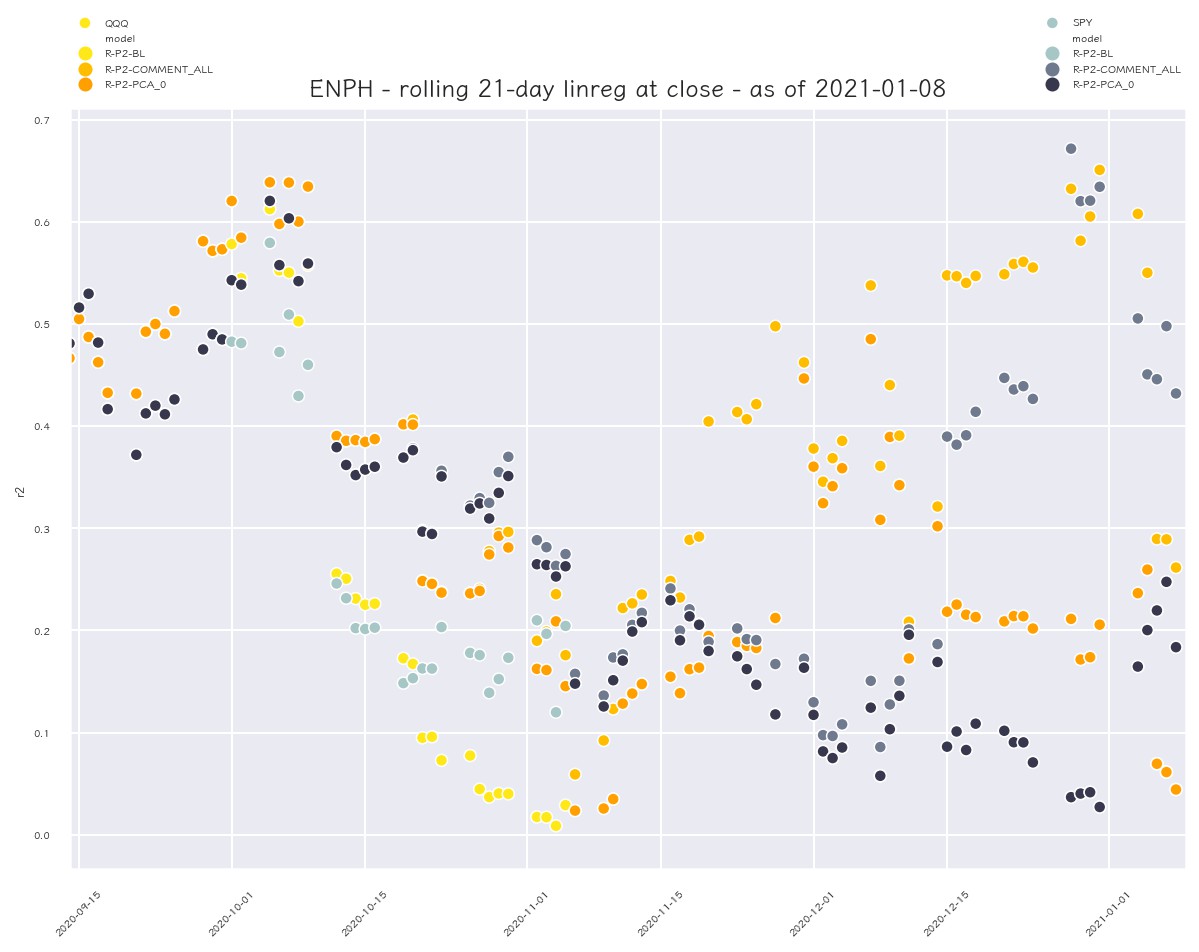 QQQ
model
R-P2-BL
R-P2-COMMENT_ALL
R-P2-PCA_0
SPY
model
R-P2-BL
R-P2-COMMENT_ALL
R-P2-PCA_0
ENPH - rolling 21-day linreg at close - as of 2021-01-08
r2
0.7
0.6
0.5
0.4
0.3
0.2
0.1
0.0
2020-09-15
2020-10-01
2020-10-15
2020-11-01
2020-11-15
2020-12-01
2020-12-15
2021-01-01